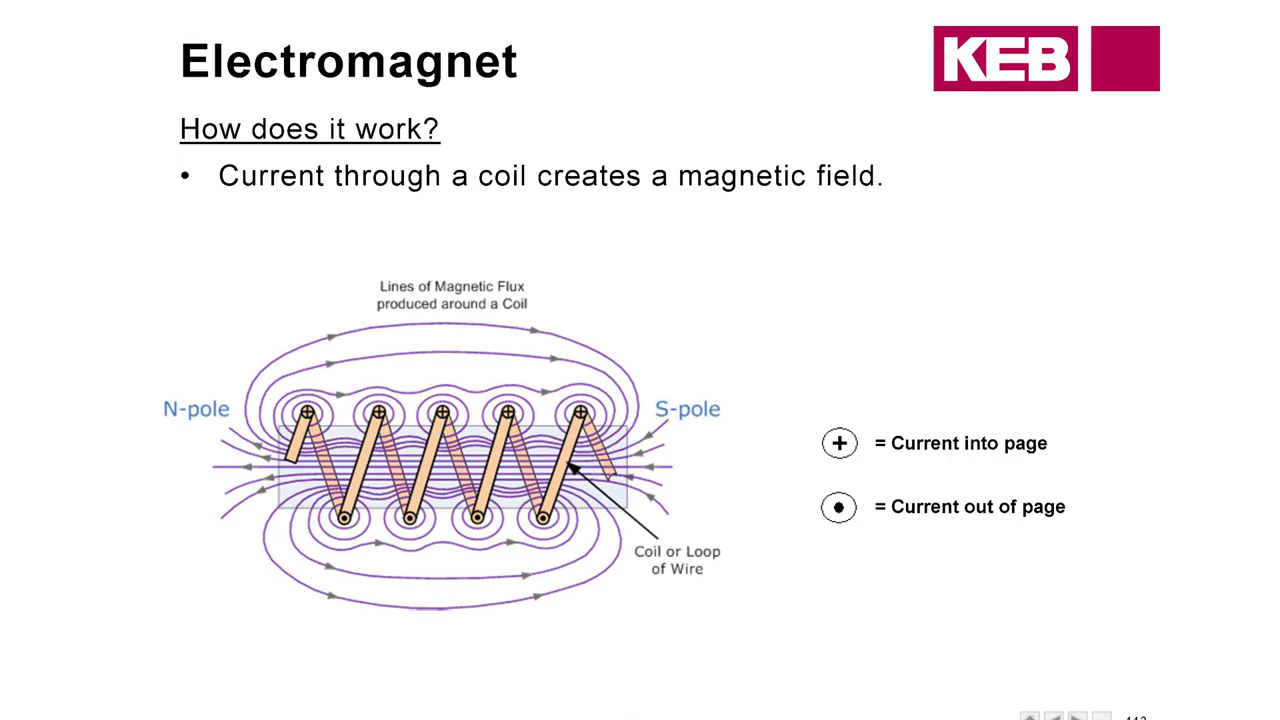 Electromagnet
KEB
How does it work?
• Current through a coil creates a magnetic field.
Lines of Magnetic Flux
produced around a Coil
N-pole
S-pole
= Current into page
= Current out of page
Coil or Loop
of Wire